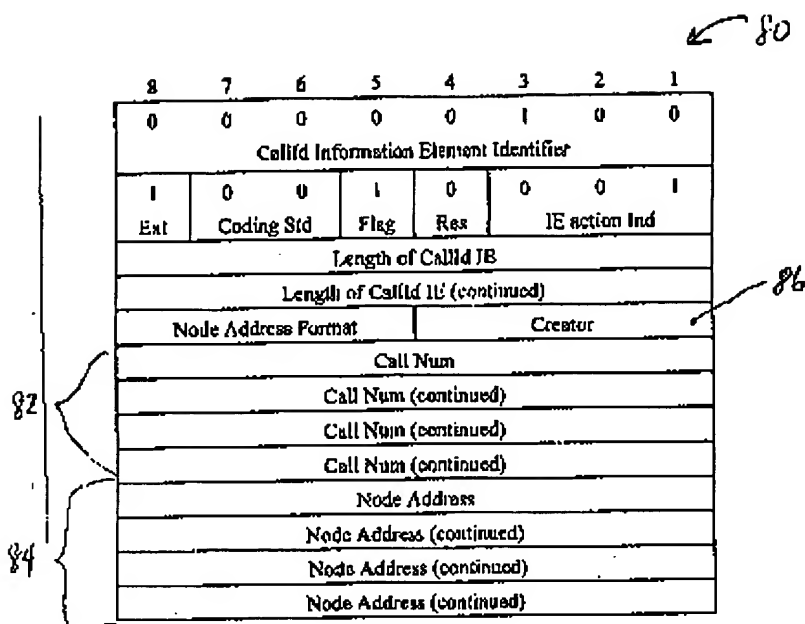 80
8 7 6 5 4 3 2 1
0 0 0 0 0 1 0 0
CallId Information Element Identifier
1 0 0 1 0 0 0 1
Ext Coding Std Flag Res IE action Ind
Length of CallId IE
Length of CallId IE (continued)
86
Node Address Format Creator
Call Num
82
Call Num (continued)
Call Num (continued)
Call Num (continued)
Node Address
84
Node Address (continued)
Node Address (continued)
Node Address (continued)